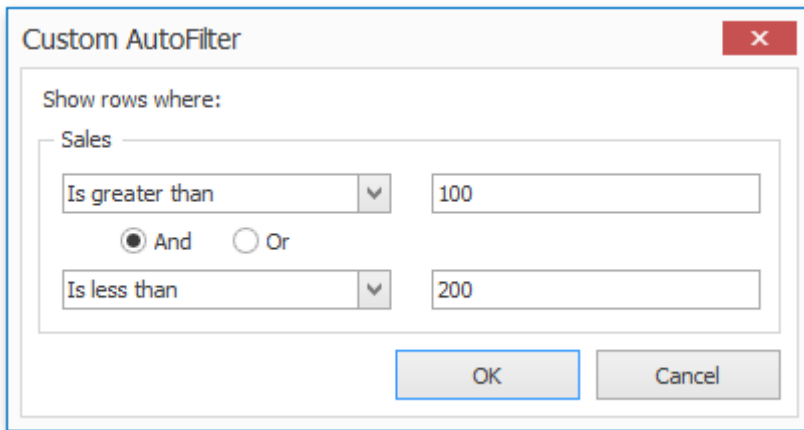 Custom AutoFilter
Show rows where:
Sales
Is greater than 100
And Or
Is less than 200
OK Cancel